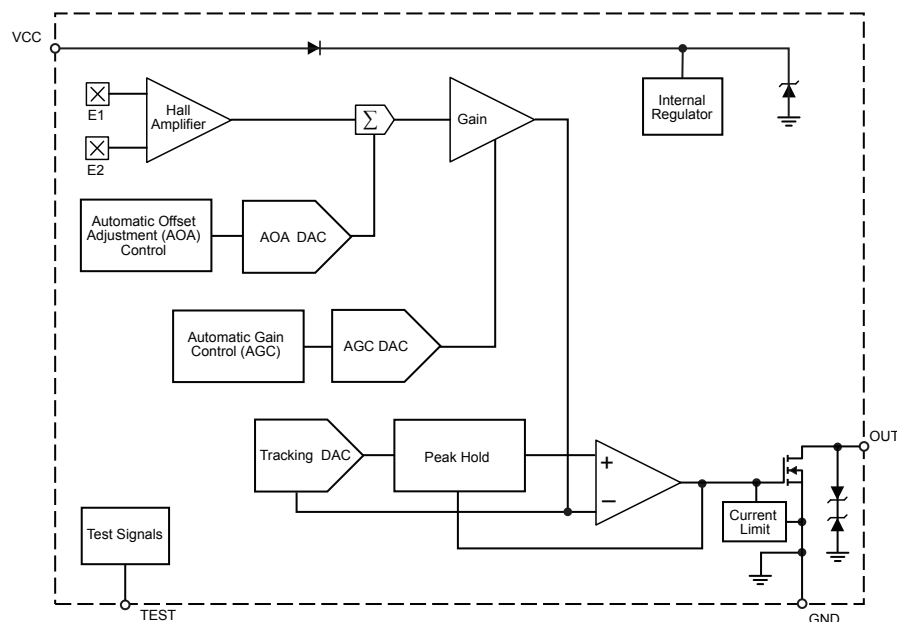 VCC
E1
E2
Hall
Amplifier
Σ
Gain
Internal
Regulator
Automatic Offset
Adjustment (AOA)
Control
AOA DAC
Automatic Gain
Control (AGC)
AGC DAC
Tracking DAC
Peak Hold
+
−
OUT
Current
Limit
Test Signals
TEST
GND